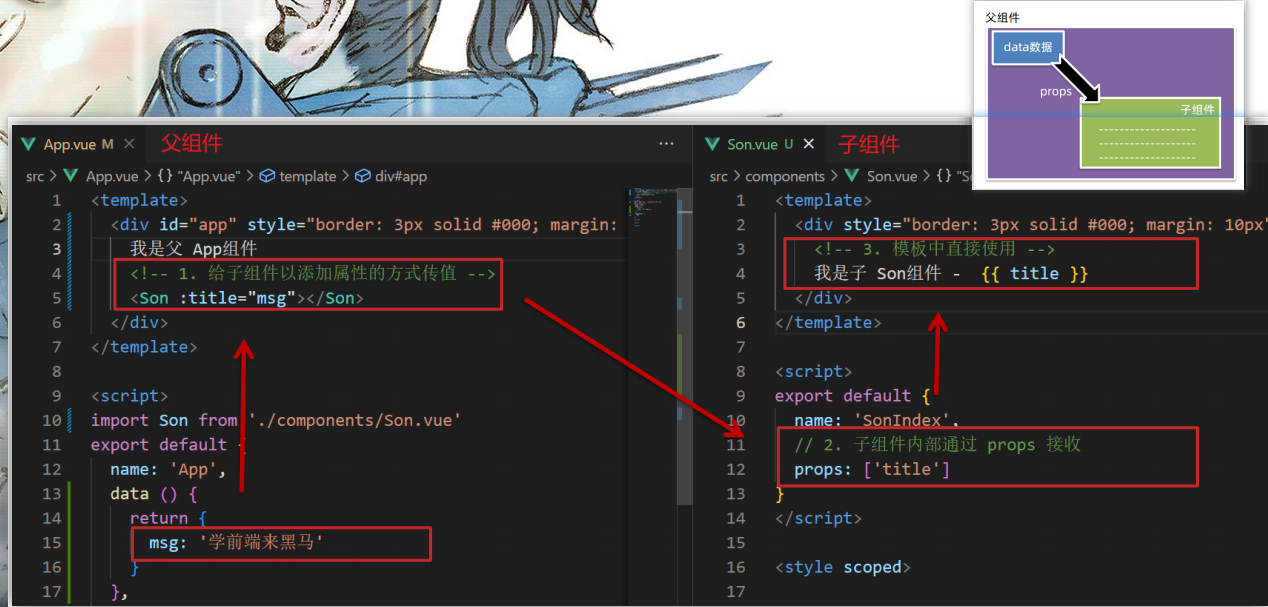 父组件
data数据
props
子组件
--------------------
--------------------
--------------------
App.vue M ×
父组件
···
src > App.vue > {} "App.vue" > template > div#app
1 <template>
2 <div id="app" style="border: 3px solid #000; margin:
3 我是父 App组件
4 <!-- 1. 给子组件以添加属性的方式传值 -->
5 <Son :title="msg"></Son>
6 </div>
7 </template>
8
9 <script>
10 import Son from './components/Son.vue'
11 export default {
12 name: 'App',
13 data () {
14 return {
15 msg: '学前端来黑马'
16 }
17 },
Son.vue U ×
子组件
src > components > Son.vue > {} "So
1 <template>
2 <div style="border: 3px solid #000; margin: 10px"
3 <!-- 3. 模板中直接使用 -->
4 我是子 Son组件 - {{ title }}
5 </div>
6 </template>
7
8 <script>
9 export default {
10 name: 'SonIndex',
11 // 2. 子组件内部通过 props 接收
12 props: ['title']
13 }
14 </script>
15
16 <style scoped>
17